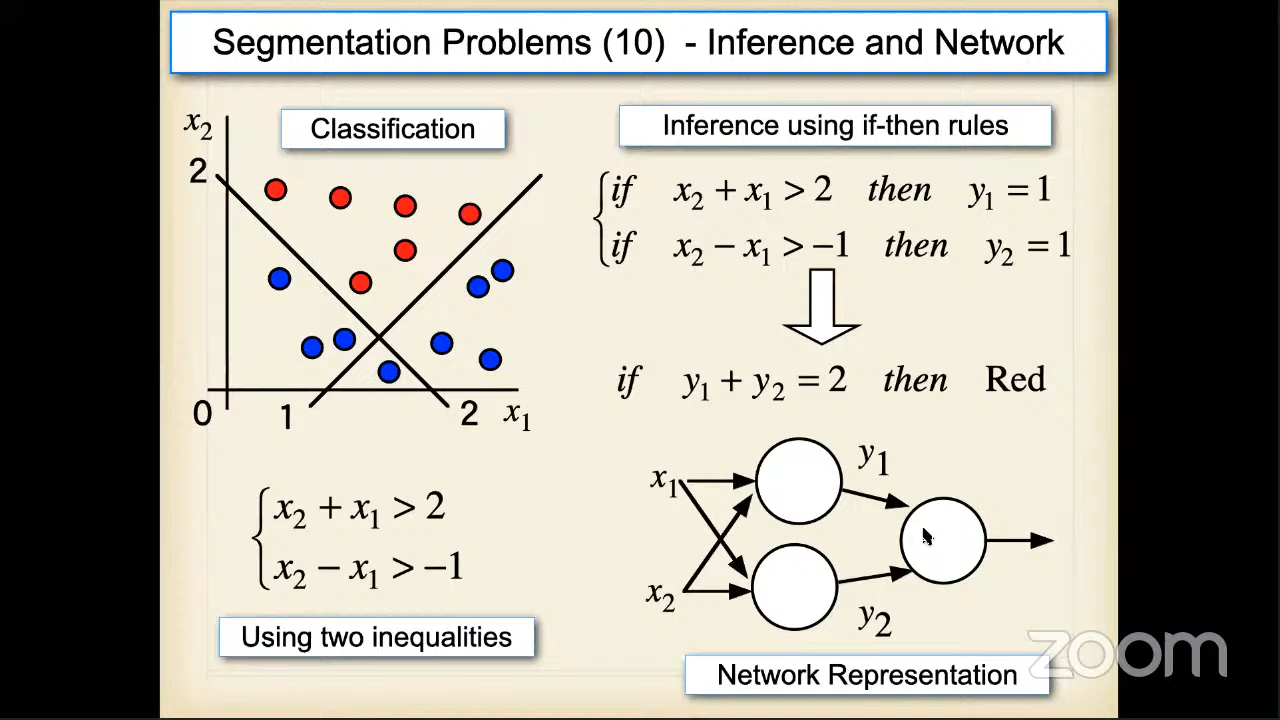 Segmentation Problems (10) - Inference and Network
Classification
x₂
2
0
1
2
x₁
x₂ + x₁ > 2
x₂ − x₁ > −1
Using two inequalities
Inference using if-then rules
if x₂ + x₁ > 2 then y₁ = 1
if x₂ − x₁ > −1 then y₂ = 1
if y₁ + y₂ = 2 then Red
x₁
x₂
y₁
y₂
Network Representation
zoom